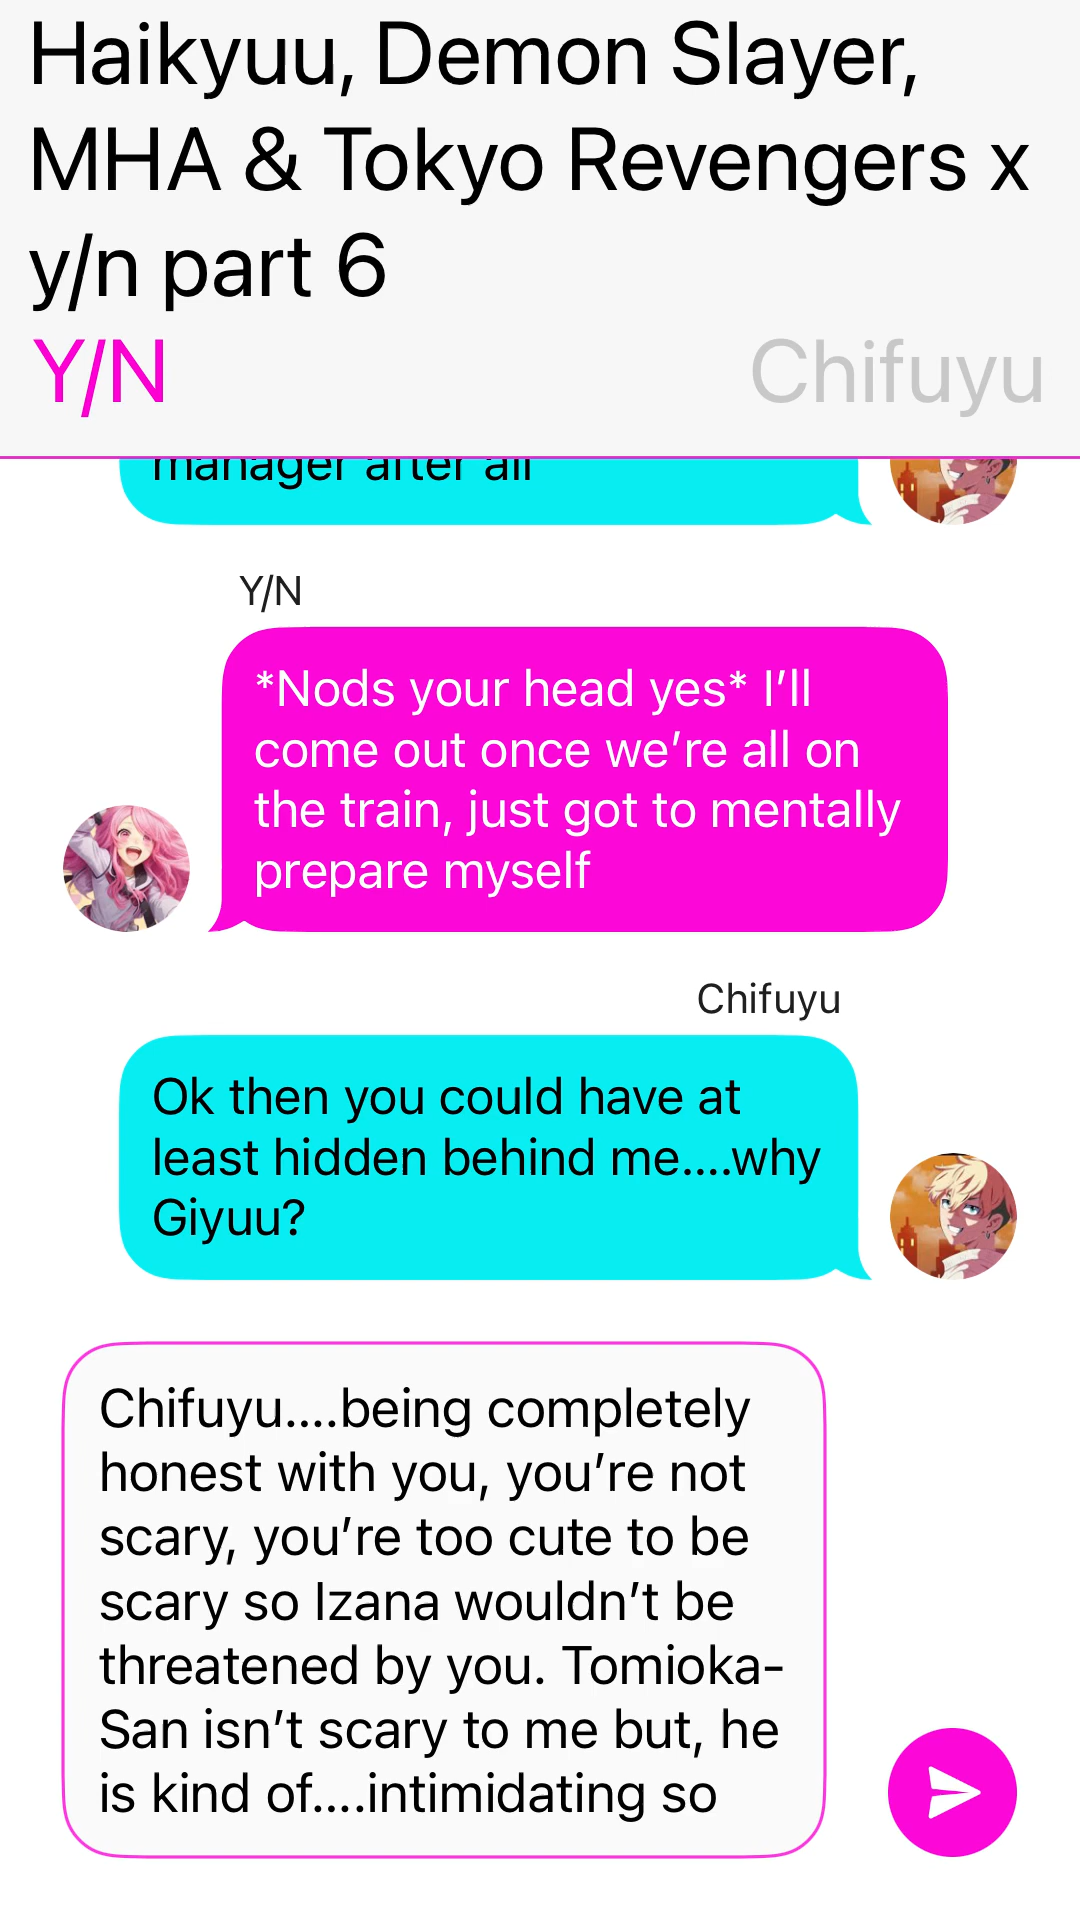 Haikyuu, Demon Slayer,
MHA & Tokyo Revengers x
y/n part 6
Y/N
Chifuyu
manager after all
Y/N
*Nods your head yes* I’ll
come out once we’re all on
the train, just got to mentally
prepare myself
Chifuyu
Ok then you could have at
least hidden behind me....why
Giyuu?
Chifuyu....being completely
honest with you, you’re not
scary, you’re too cute to be
scary so Izana wouldn’t be
threatened by you. Tomioka-
San isn’t scary to me but, he
is kind of....intimidating so